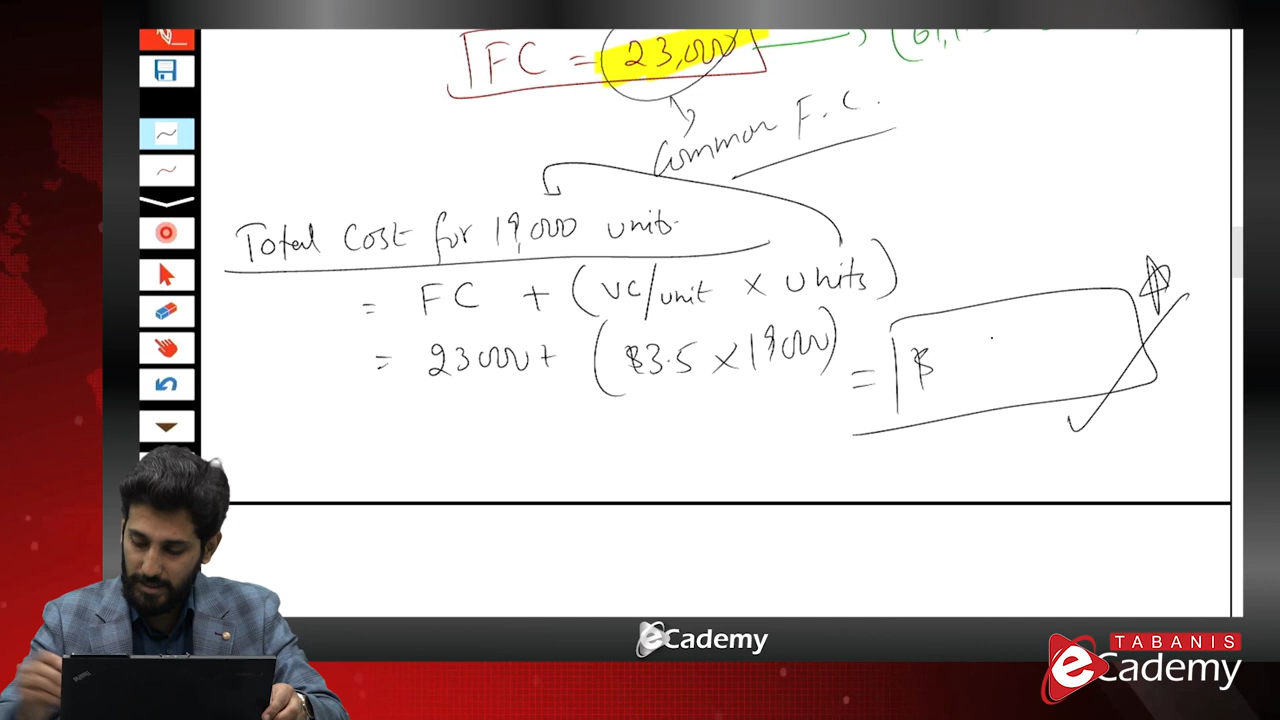 FC = 23,000
Common F.C.
Total Cost for 19,000 units
= FC + (VC/unit × units)
= 23000 + ($3.5 × 19000) = $
eCademy
TABANIS
eCademy
ThinkPad